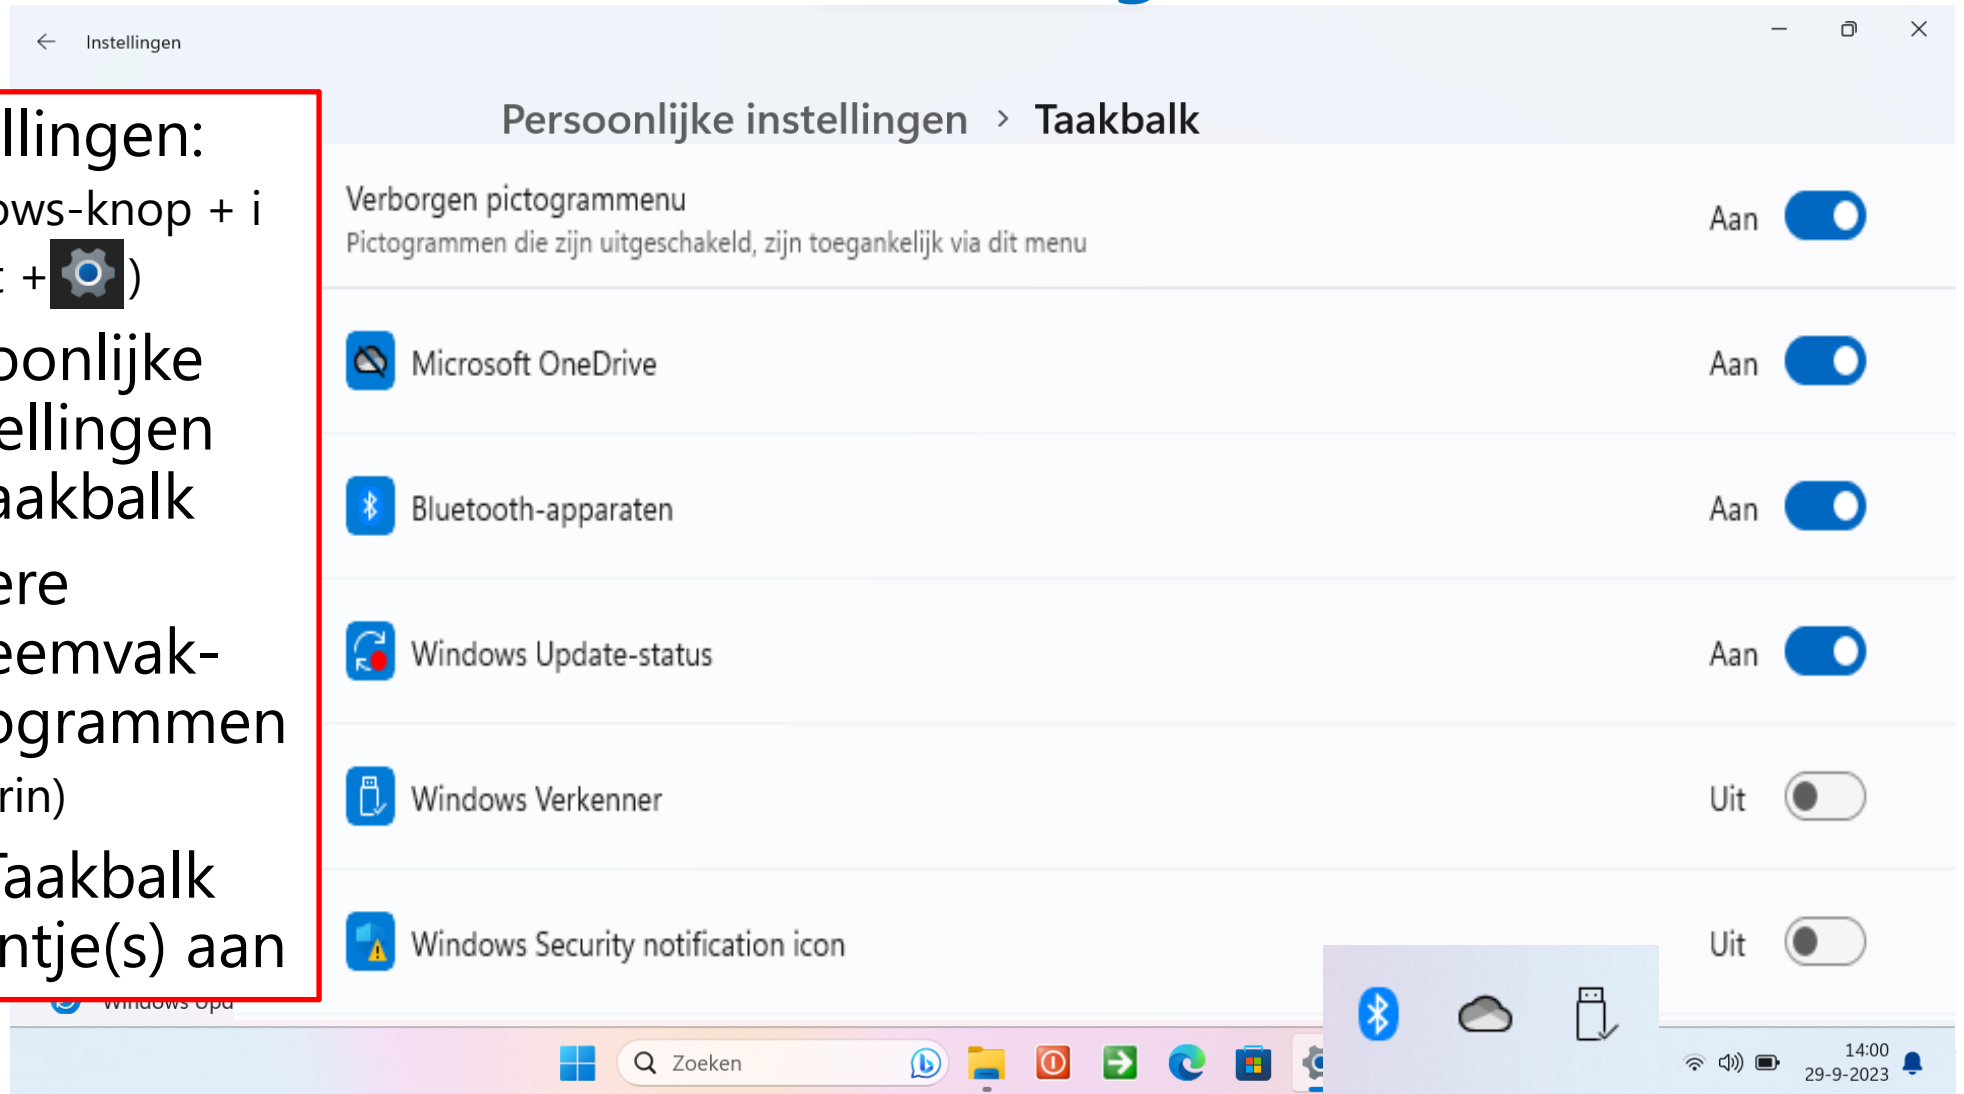 Instellingen
llingen:
ows-knop + i
+ )
oonlijke
ellingen
aakbalk
ere
eemvak-
ogrammen
rin)
Taakbalk
ntje(s) aan
Persoonlijke instellingen > Taakbalk
Verborgen pictogrammenu Aan
Pictogrammen die zijn uitgeschakeld, zijn toegankelijk via dit menu
Microsoft OneDrive Aan
Bluetooth-apparaten Aan
Windows Update-status Aan
Windows Verkenner Uit
Windows Security notification icon Uit
Windows Upd
Zoeken
14:00
29-9-2023